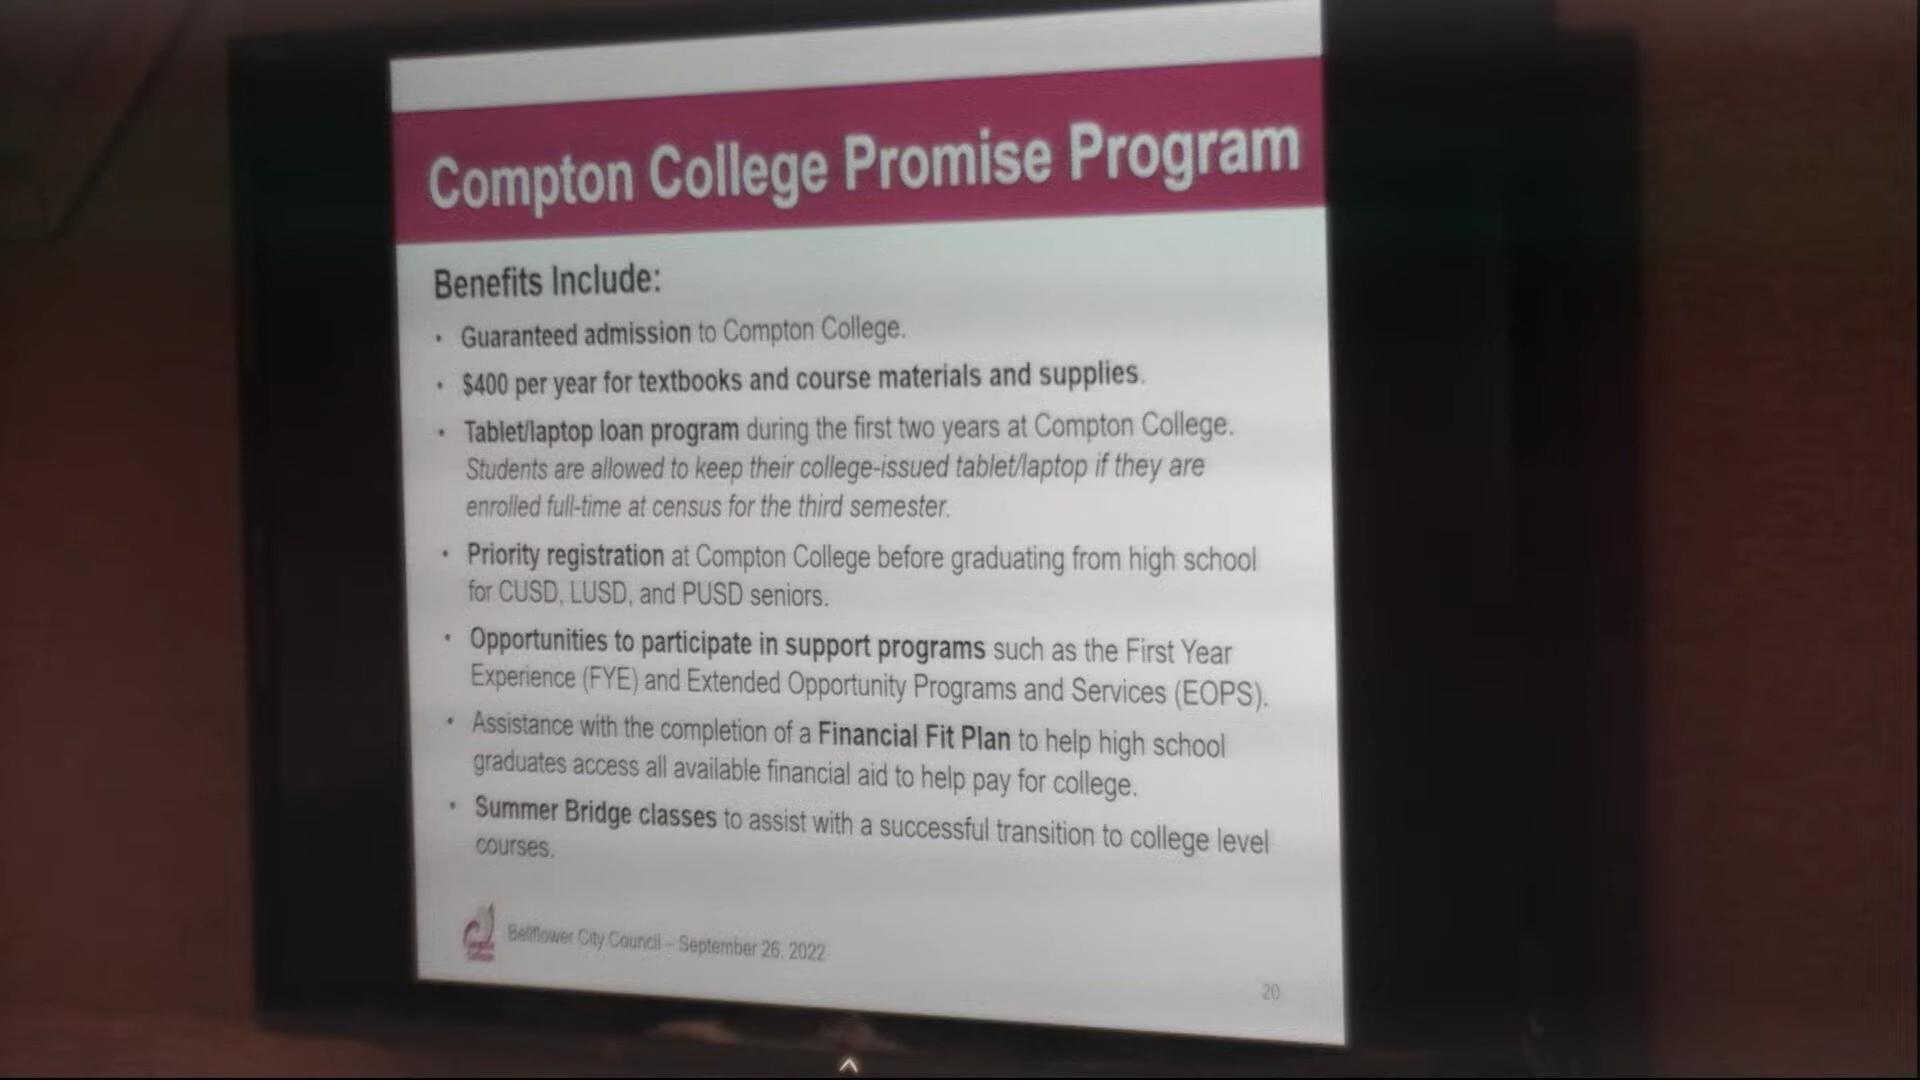 Compton College Promise Program
Benefits Include:
• Guaranteed admission to Compton College.
• $400 per year for textbooks and course materials and supplies.
• Tablet/laptop loan program during the first two years at Compton College.
Students are allowed to keep their college-issued tablet/laptop if they are
enrolled full-time at census for the third semester.
• Priority registration at Compton College before graduating from high school
for CUSD, LUSD, and PUSD seniors.
• Opportunities to participate in support programs such as the First Year
Experience (FYE) and Extended Opportunity Programs and Services (EOPS).
• Assistance with the completion of a Financial Fit Plan to help high school
graduates access all available financial aid to help pay for college.
• Summer Bridge classes to assist with a successful transition to college level
courses.
Bellflower City Council – September 26, 2022
20